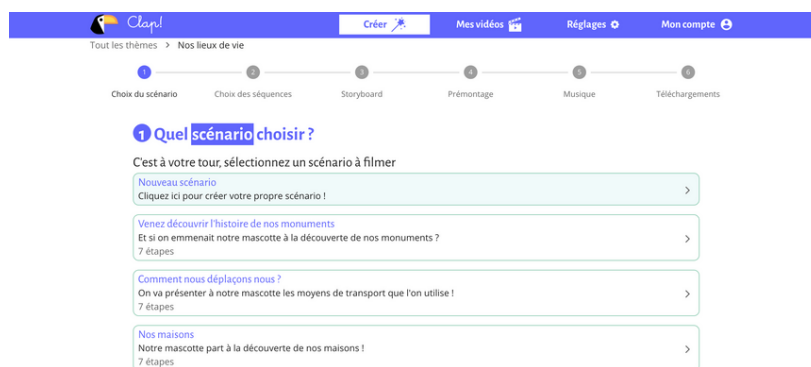 Clap!
Créer
Mes vidéos
Réglages
Mon compte
Tout les thèmes > Nos lieux de vie
1 2 3 4 5 6
Choix du scénario Choix des séquences Storyboard Prémontage Musique Téléchargements
1 Quel scénario choisir ?
C'est à votre tour, sélectionnez un scénario à filmer
Nouveau scénario
Cliquez ici pour créer votre propre scénario !
Venez découvrir l'histoire de nos monuments
Et si on emmenait notre mascotte à la découverte de nos monuments ?
7 étapes
Comment nous déplaçons nous ?
On va présenter à notre mascotte les moyens de transport que l'on utilise !
7 étapes
Nos maisons
Notre mascotte part à la découverte de nos maisons !
7 étapes